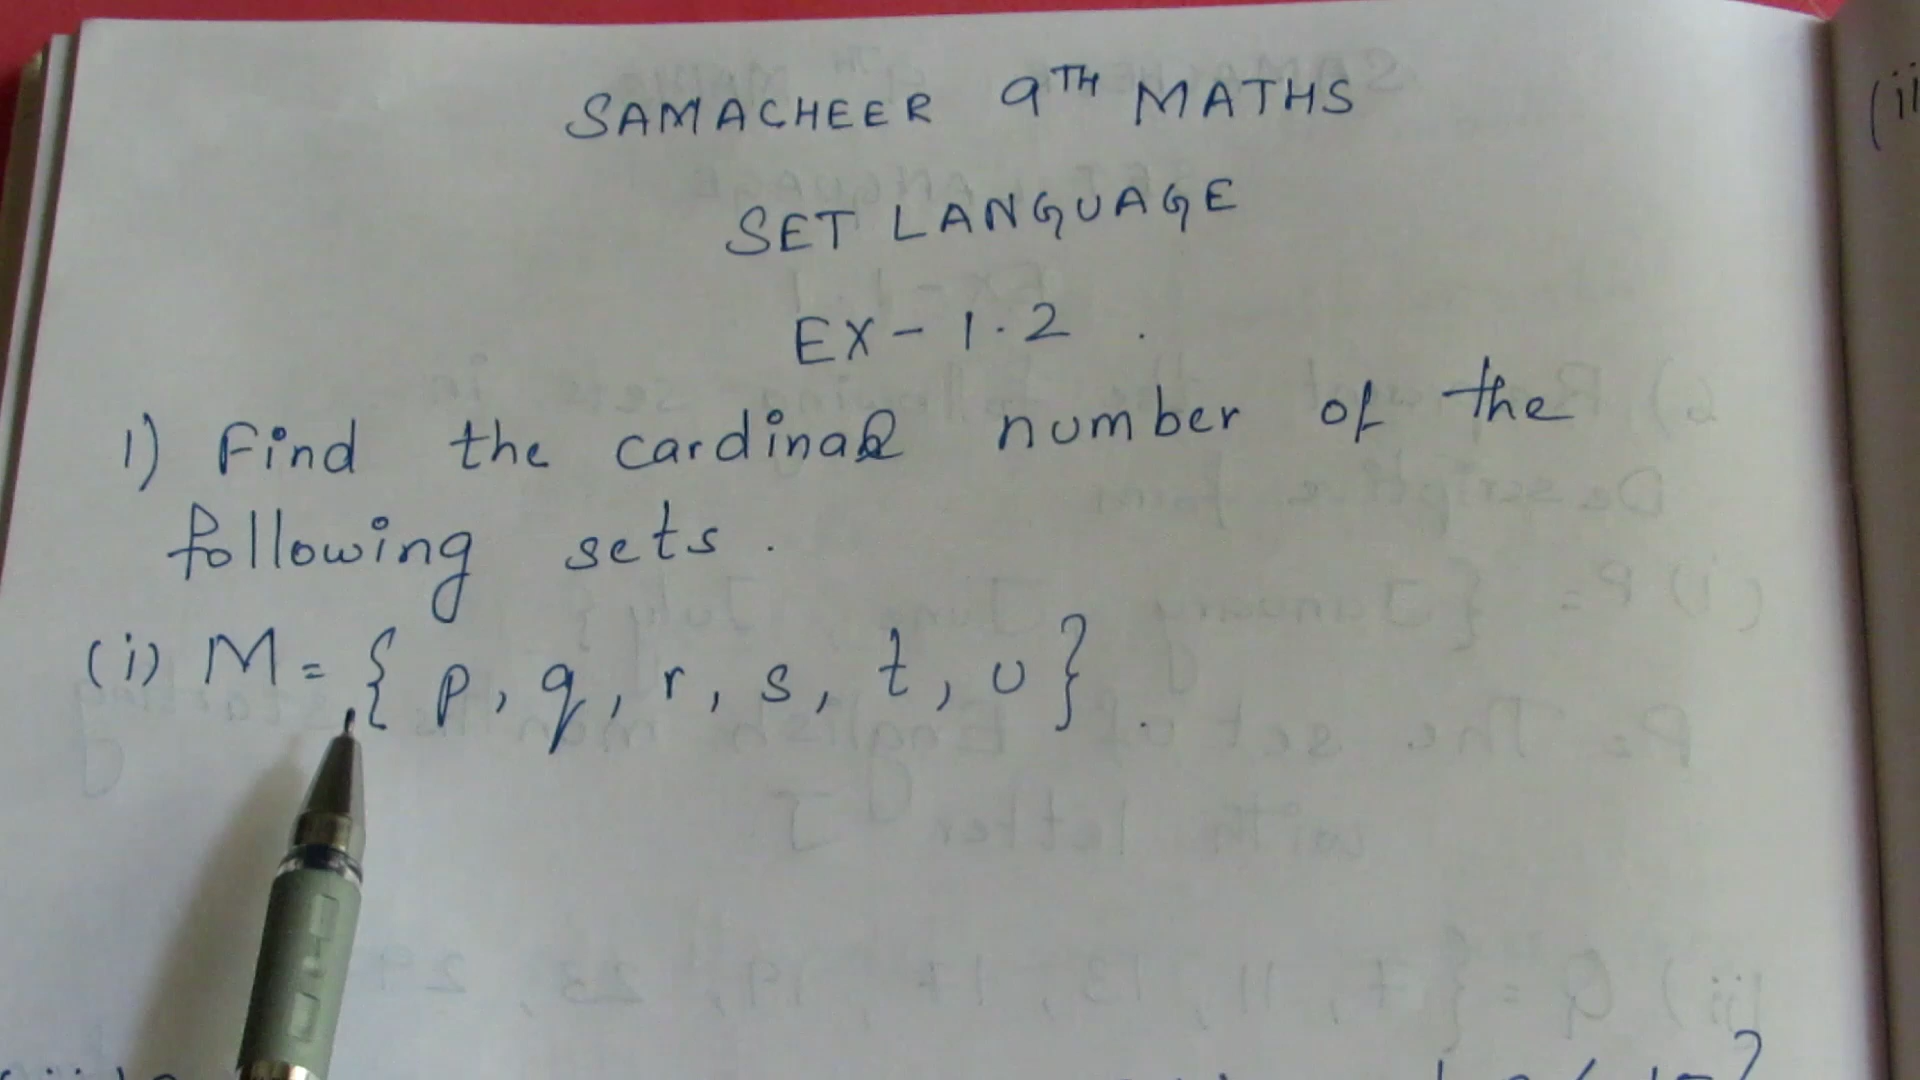 SAMACHEER 9TH MATHS
SET LANGUAGE
EX - 1.2 .
1) Find the cardinal number of the
following sets .
(i) M = { p, q, r, s, t, u } .